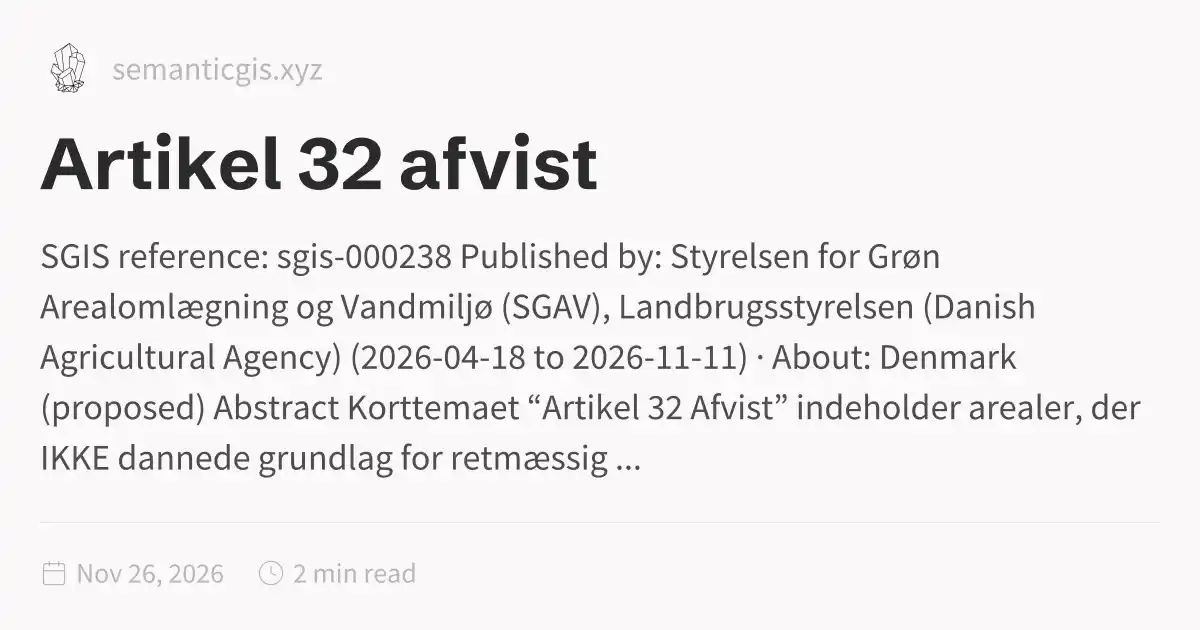 semanticgis.xyz
Artikel 32 afvist
SGIS reference: sgis-000238 Published by: Styrelsen for Grøn
Arealomlægning og Vandmiljø (SGAV), Landbrugsstyrelsen (Danish
Agricultural Agency) (2026-04-18 to 2026-11-11) · About: Denmark
(proposed) Abstract Korttemaet “Artikel 32 Afvist” indeholder arealer, der
IKKE dannede grundlag for retmæssig ...
Nov 26, 2026
2 min read